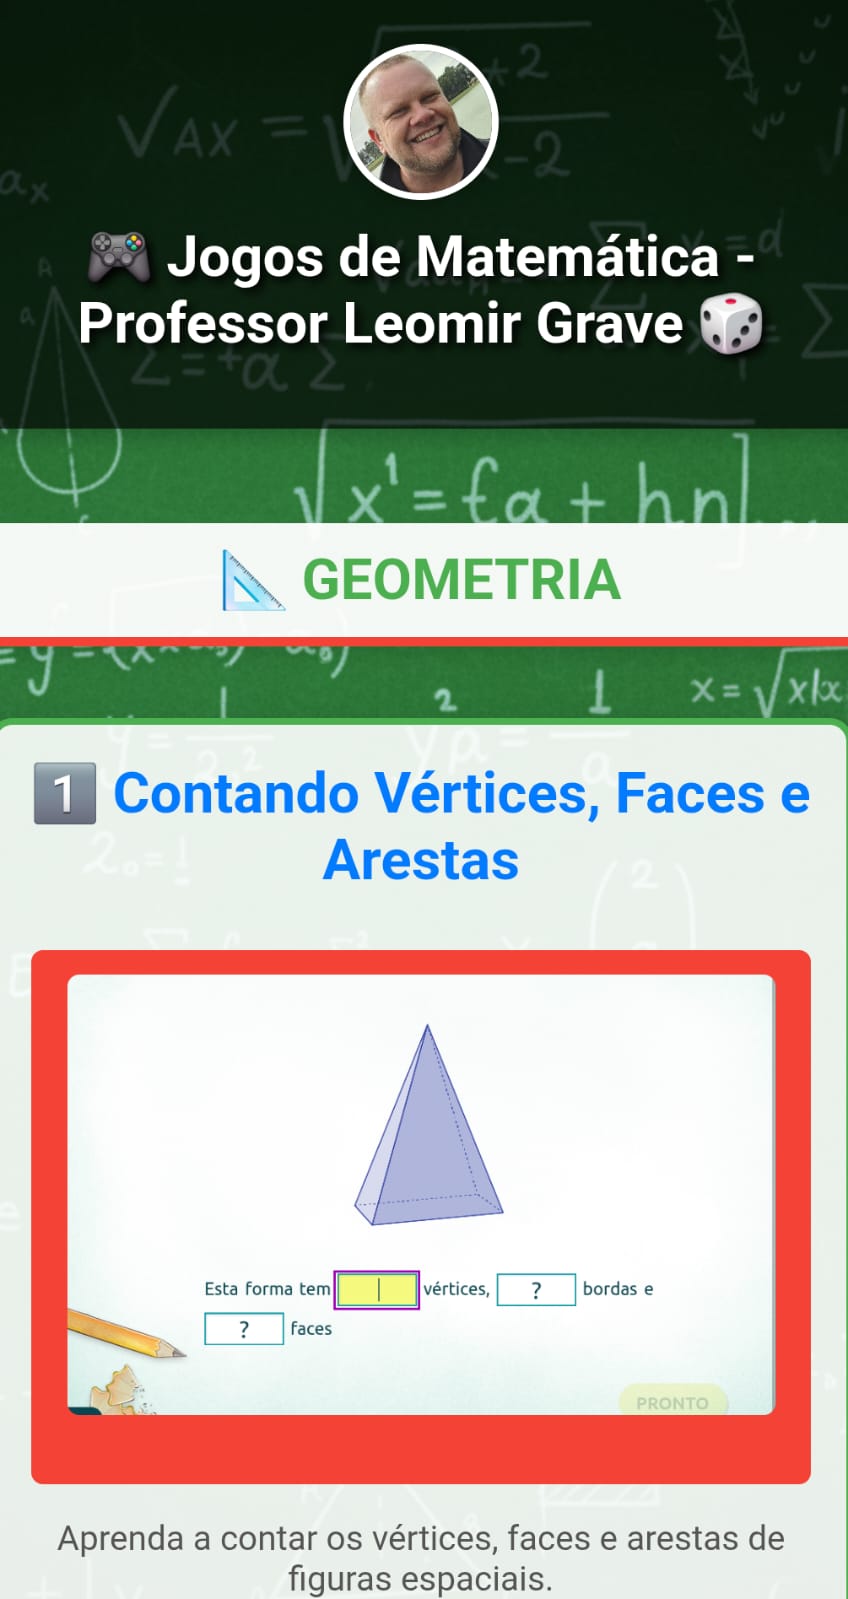 🎮 Jogos de Matemática -
Professor Leomir Grave 🎲
📐 GEOMETRIA
1️⃣ Contando Vértices, Faces e
Arestas
Esta forma tem | vértices, ? bordas e
? faces
PRONTO
Aprenda a contar os vértices, faces e arestas de
figuras espaciais.